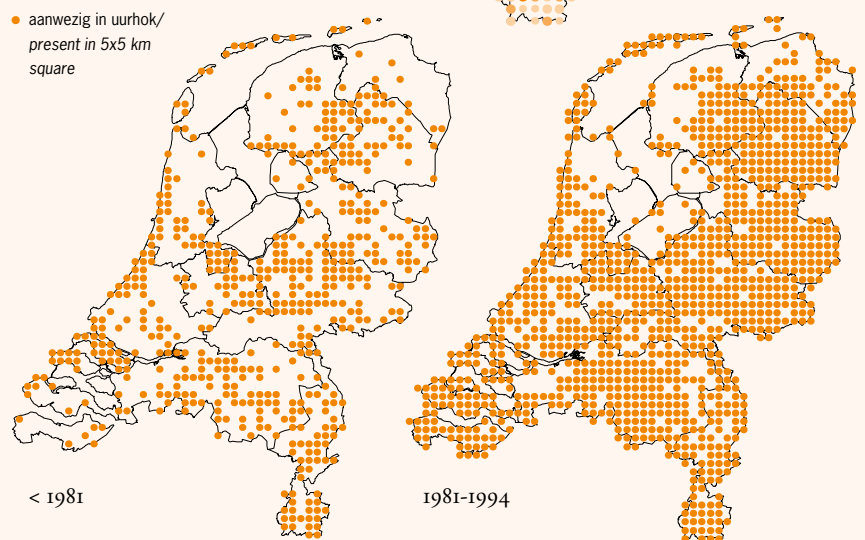 aanwezig in uurhok/
present in 5x5 km
square
< 1981
1981-1994